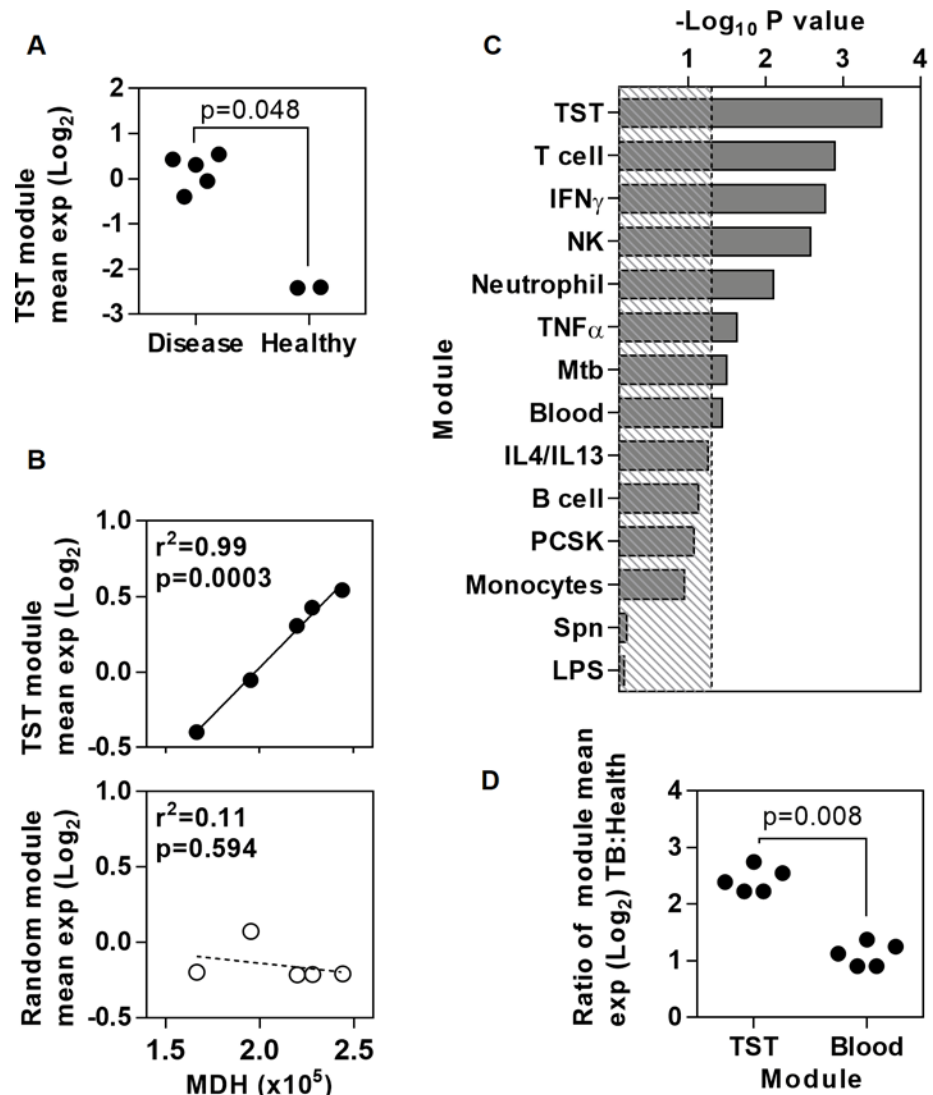 A
TST module
mean exp (Log2)
2
1
0
-1
-2
-3
p=0.048
Disease Healthy
B
TST module
mean exp (Log2)
1.0
0.5
0.0
-0.5
r2=0.99
p=0.0003
Random module
mean exp (Log2)
1.0
0.5
0.0
-0.5
r2=0.11
p=0.594
1.5 2.0 2.5
MDH (x10^5)
C
-Log10 P value
1 2 3 4
Module
TST
T cell
IFNγ
NK
Neutrophil
TNFα
Mtb
Blood
IL4/IL13
B cell
PCSK
Monocytes
Spn
LPS
D
Ratio of module mean
exp (Log2) TB:Health
4
3
2
1
0
p=0.008
TST Blood
Module